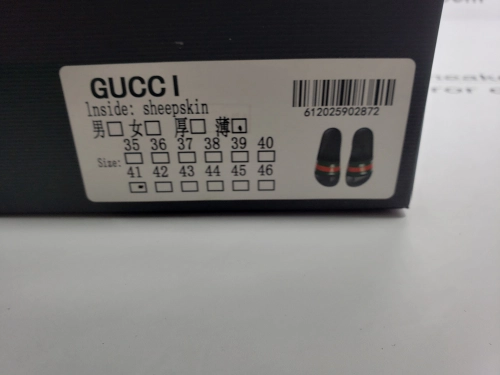 GUCCI
Inside: sheepskin
男□ 女□ 厚□ 薄□
35 36 37 38 39 40
Size: □ □ □ □ □ □
41 42 43 44 45 46
□ □ □ □ □ □
612025902872